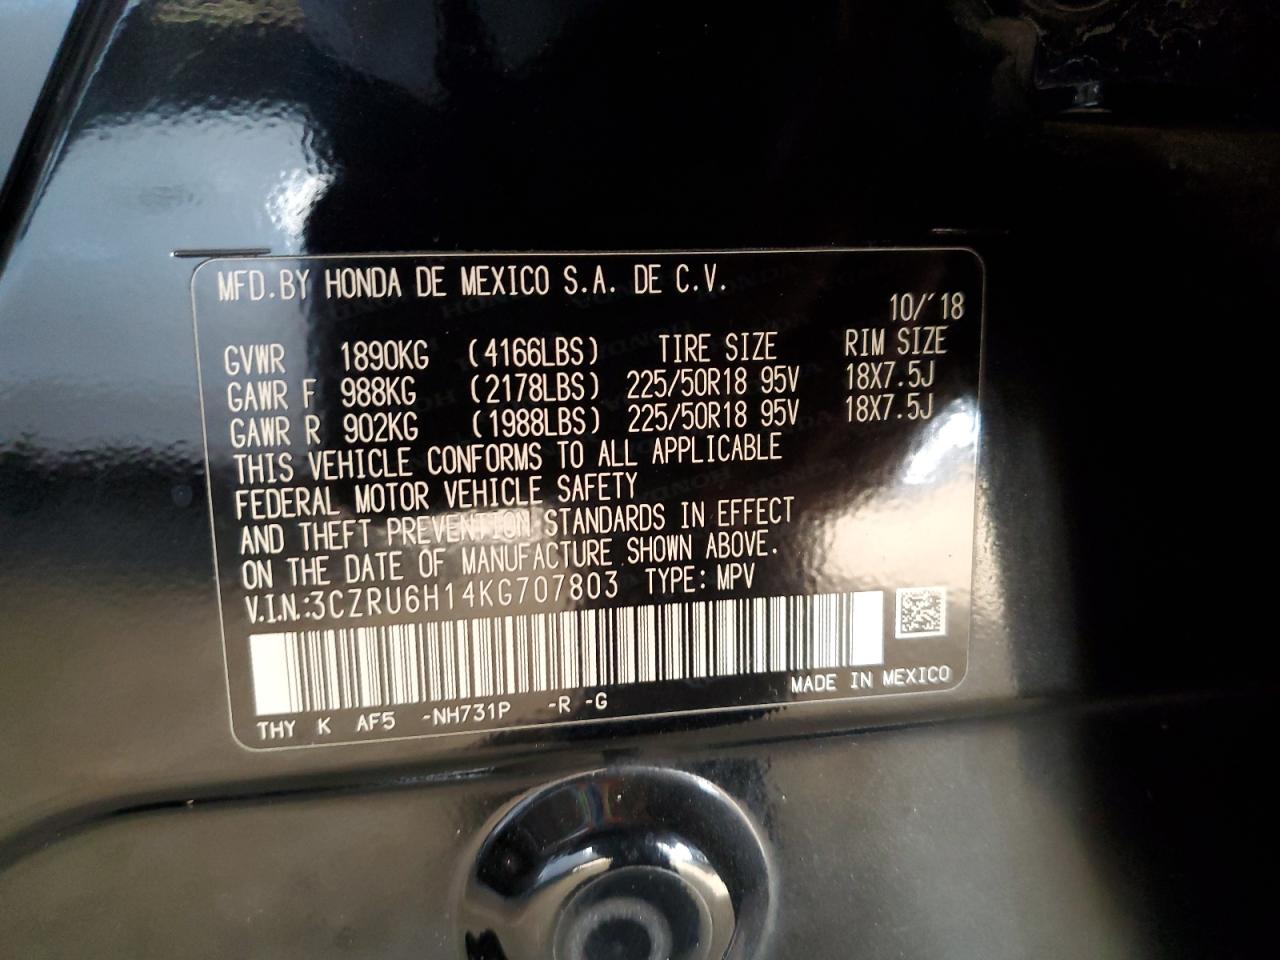 MFD.BY HONDA DE MEXICO S.A. DE C.V.
10/'18
GVWR 1890KG (4166LBS) TIRE SIZE RIM SIZE
GAWR F 988KG (2178LBS) 225/50R18 95V 18X7.5J
GAWR R 902KG (1988LBS) 225/50R18 95V 18X7.5J
THIS VEHICLE CONFORMS TO ALL APPLICABLE
FEDERAL MOTOR VEHICLE SAFETY
AND THEFT PREVENTION STANDARDS IN EFFECT
ON THE DATE OF MANUFACTURE SHOWN ABOVE.
V.I.N.:3CZRU6H14KG707803 TYPE: MPV
MADE IN MEXICO
THY K AF5 -NH731P -R -G